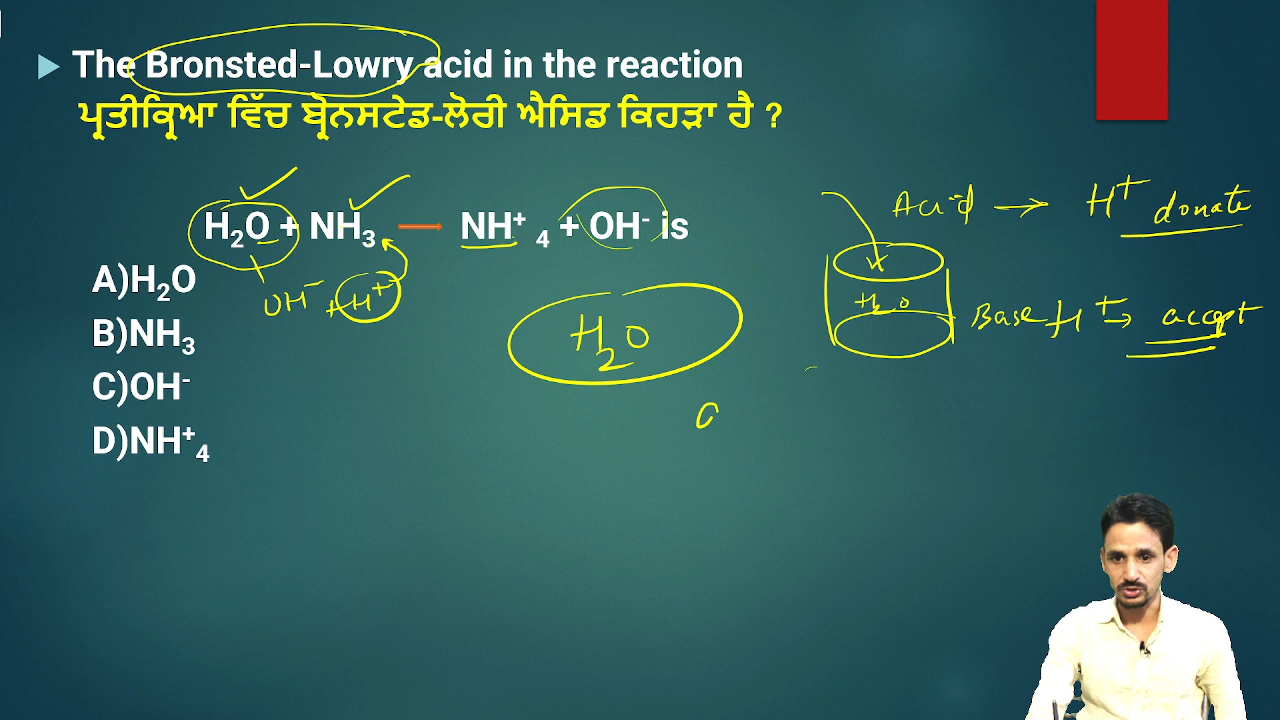 The Bronsted-Lowry acid in the reaction
ਪ੍ਰਤੀਕ੍ਰਿਆ ਵਿੱਚ ਬ੍ਰੋਨਸਟੇਡ-ਲੋਰੀ ਐਸਿਡ ਕਿਹੜਾ ਹੈ ?
H₂O + NH₃ → NH⁺₄ + OH⁻ is
OH⁻ + H⁺
A)H₂O
B)NH₃
C)OH⁻
D)NH⁺₄
H₂O
Acid → H⁺ donate
H₂O
Base H⁺ → accept